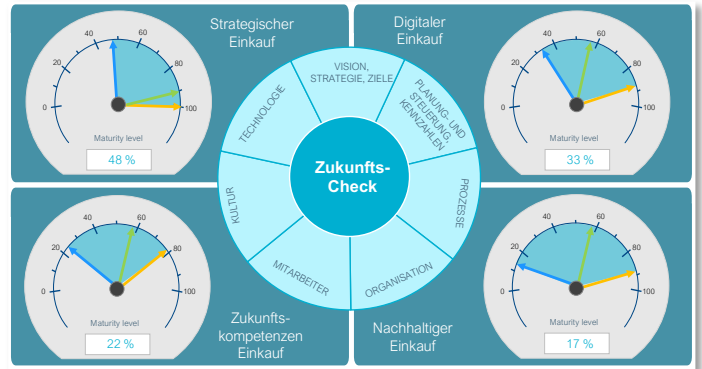 Strategischer
Einkauf
0
20
40
60
80
100
Maturity level
48 %
Digitaler
Einkauf
0
20
40
60
80
100
Maturity level
33 %
VISION,
STRATEGIE, ZIELE
PLANUNG- UND
STEUERUNG,
KENNZAHLEN
PROZESSE
ORGANISATION
MITARBEITER
KULTUR
TECHNOLOGIE
Zukunfts-
Check
0
20
40
60
80
100
Maturity level
22 %
Zukunfts-
kompetenzen
Einkauf
0
20
40
60
80
100
Maturity level
17 %
Nachhaltiger
Einkauf